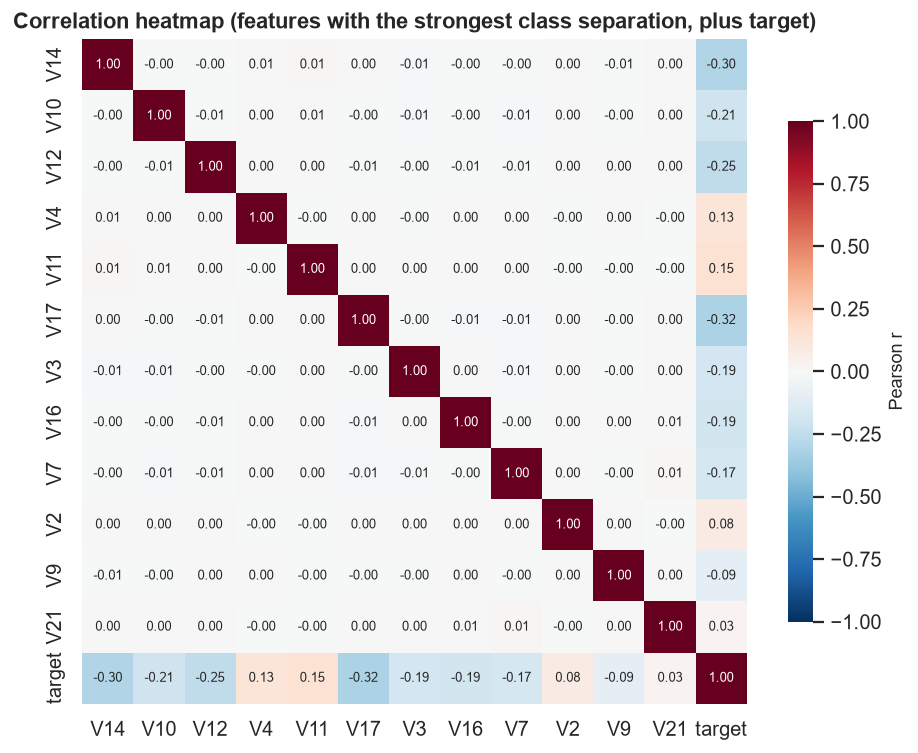 Correlation heatmap (features with the strongest class separation, plus target)
V14 1.00 -0.00 -0.00 0.01 0.01 0.00 -0.01 -0.00 -0.00 0.00 -0.01 0.00 -0.30
V10 -0.00 1.00 -0.01 0.00 0.01 -0.00 -0.01 -0.00 -0.01 0.00 -0.00 0.00 -0.21
V12 -0.00 -0.01 1.00 0.00 0.00 -0.01 -0.00 -0.01 -0.01 0.00 0.00 0.00 -0.25
V4 0.01 0.00 0.00 1.00 -0.00 0.00 -0.00 0.00 0.00 -0.00 0.00 -0.00 0.13
V11 0.01 0.01 0.00 -0.00 1.00 0.00 0.00 0.00 0.00 -0.00 -0.00 -0.00 0.15
V17 0.00 -0.00 -0.01 0.00 0.00 1.00 -0.00 -0.01 -0.01 0.00 -0.00 0.00 -0.32
V3 -0.01 -0.01 -0.00 -0.00 0.00 -0.00 1.00 0.00 -0.01 0.00 -0.00 0.00 -0.19
V16 -0.00 -0.00 -0.01 0.00 0.00 -0.01 0.00 1.00 -0.00 0.00 0.00 0.01 -0.19
V7 -0.00 -0.01 -0.01 0.00 0.00 -0.01 -0.01 -0.00 1.00 0.00 -0.00 0.01 -0.17
V2 0.00 0.00 0.00 -0.00 -0.00 0.00 0.00 0.00 0.00 1.00 0.00 -0.00 0.08
V9 -0.01 -0.00 0.00 0.00 -0.00 -0.00 -0.00 0.00 -0.00 0.00 1.00 0.00 -0.09
V21 0.00 0.00 0.00 -0.00 -0.00 0.00 0.00 0.01 0.01 -0.00 0.00 1.00 0.03
target -0.30 -0.21 -0.25 0.13 0.15 -0.32 -0.19 -0.19 -0.17 0.08 -0.09 0.03 1.00
V14 V10 V12 V4 V11 V17 V3 V16 V7 V2 V9 V21 target
1.00
0.75
0.50
0.25
0.00
−0.25
−0.50
−0.75
−1.00
Pearson r